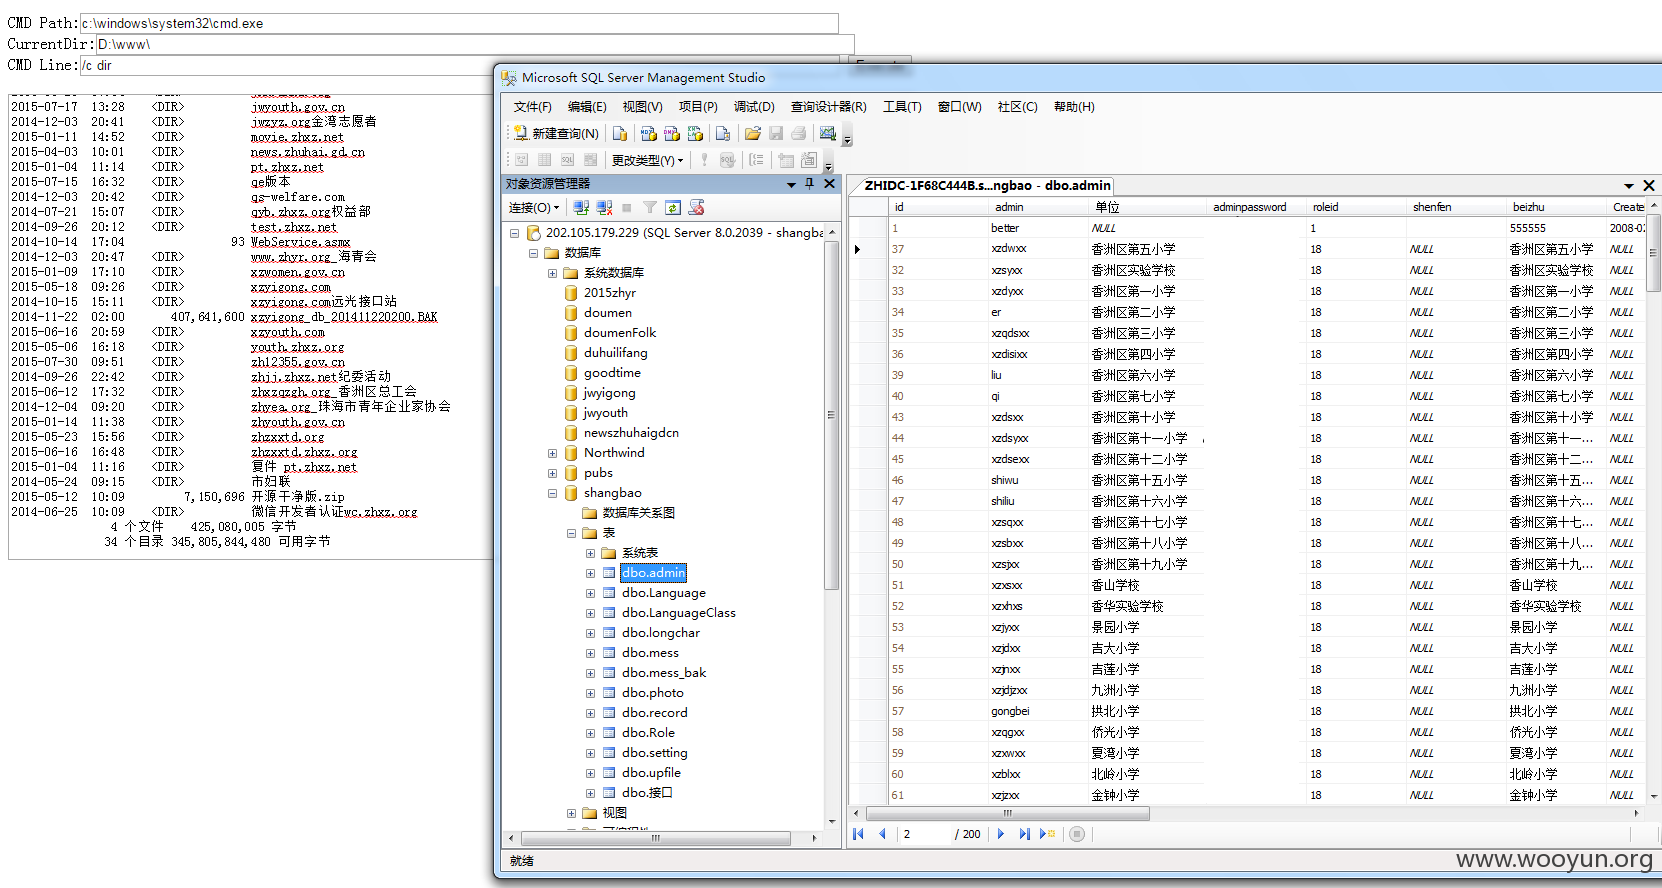 CMD Path: c:\windows\system32\cmd.exe
CurrentDir: D:\www\
CMD Line: /c dir
2015-07-17 13:28 <DIR> jwyouth.gov.cn
2014-12-03 20:41 <DIR> jwzyz.org金湾志愿者
2015-01-11 14:52 <DIR> movie.zhxz.net
2015-04-03 10:01 <DIR> news.zhuhai.gd.cn
2015-01-04 11:14 <DIR> pt.zhxz.net
2015-07-15 16:32 <DIR> qe版本
2014-12-03 20:42 <DIR> qs-welfare.com
2014-07-21 15:07 <DIR> qyb.zhxz.org权益部
2014-09-26 20:12 <DIR> test.zhxz.net
2014-10-14 17:04 93 WebService.asmx
2014-12-03 20:47 <DIR> www.zhyr.org_海青会
2015-01-09 17:10 <DIR> xzwomen.gov.cn
2015-05-18 09:26 <DIR> xzyigong.com
2014-10-15 15:11 <DIR> xzyigong.com远光接口站
2014-11-22 02:00 407,641,600 xzyigong_db_201411220200.BAK
2015-06-16 20:59 <DIR> xzyouth.com
2015-05-06 16:18 <DIR> youth.zhxz.org
2015-07-30 09:51 <DIR> zh12355.gov.cn
2014-09-26 22:42 <DIR> zhjj.zhxz.net纪委活动
2015-06-12 17:32 <DIR> zhxzqzgh.org_香洲区总工会
2014-12-04 09:20 <DIR> zhyea.org_珠海市青年企业家协会
2015-01-14 11:38 <DIR> zhyouth.gov.cn
2015-05-23 15:56 <DIR> zhzxxtd.org
2015-06-16 16:48 <DIR> zhzxxtd.zhxz.org
2015-01-04 11:16 <DIR> 复件 pt.zhxz.net
2014-05-24 09:15 <DIR> 市妇联
2015-05-12 10:09 7,150,696 开源干净版.zip
2014-06-25 10:09 <DIR> 微信开发者认证wc.zhxz.org
4 个文件 425,080,005 字节
34 个目录 345,805,844,480 可用字节
Microsoft SQL Server Management Studio
文件(F) 编辑(E) 视图(V) 项目(P) 调试(D) 查询设计器(R) 工具(T) 窗口(W) 社区(C) 帮助(H)
新建查询(N)
更改类型(Y)
对象资源管理器
连接(O)
202.105.179.229 (SQL Server 8.0.2039 - shangba
数据库
系统数据库
2015zhyr
doumen
doumenFolk
duhuilifang
goodtime
jwyigong
jwyouth
newszhuhaigdcn
Northwind
pubs
shangbao
数据库关系图
表
系统表
dbo.admin
dbo.Language
dbo.LanguageClass
dbo.longchar
dbo.mess
dbo.mess_bak
dbo.photo
dbo.record
dbo.Role
dbo.setting
dbo.upfile
dbo.接口
视图
ZHIDC-1F68C444B.s...ngbao - dbo.admin
id admin 单位 adminpassword roleid shenfen beizhu Create
1 better NULL 1 555555 2008-02
37 xzdwxx 香洲区第五小学 18 NULL 香洲区第五小学 NULL
32 xzsyxx 香洲区实验学校 18 NULL 香洲区实验学校 NULL
33 xzdyxx 香洲区第一小学 18 NULL 香洲区第一小学 NULL
34 er 香洲区第二小学 18 NULL 香洲区第二小学 NULL
35 xzqdsxx 香洲区第三小学 18 NULL 香洲区第三小学 NULL
36 xzdisixx 香洲区第四小学 18 NULL 香洲区第四小学 NULL
39 liu 香洲区第六小学 18 NULL 香洲区第六小学 NULL
40 qi 香洲区第七小学 18 NULL 香洲区第七小学 NULL
43 xzdsxx 香洲区第十小学 18 NULL 香洲区第十小学 NULL
44 xzdsyxx 香洲区第十一小学 18 NULL 香洲区第十一... NULL
45 xzdsexx 香洲区第十二小学 18 NULL 香洲区第十二... NULL
46 shiwu 香洲区第十五小学 18 NULL 香洲区第十五... NULL
47 shiliu 香洲区第十六小学 18 NULL 香洲区第十六... NULL
48 xzsqxx 香洲区第十七小学 18 NULL 香洲区第十七... NULL
49 xzsbxx 香洲区第十八小学 18 NULL 香洲区第十八... NULL
50 xzsjxx 香洲区第十九小学 18 NULL 香洲区第十九... NULL
51 xzxsxx 香山学校 18 NULL 香山学校 NULL
52 xzxhxs 香华实验学校 18 NULL 香华实验学校 NULL
53 xzjyxx 景园小学 18 NULL 景园小学 NULL
54 xzjdxx 吉大小学 18 NULL 吉大小学 NULL
55 xzjnxx 吉莲小学 18 NULL 吉莲小学 NULL
56 xzjdjzxx 九洲小学 18 NULL 九洲小学 NULL
57 gongbei 拱北小学 18 NULL 拱北小学 NULL
58 xzqgxx 侨光小学 18 NULL 侨光小学 NULL
59 xzxwxx 夏湾小学 18 NULL 夏湾小学 NULL
60 xzblxx 北岭小学 18 NULL 北岭小学 NULL
61 xzjzxx 金钟小学 18 NULL 金钟小学 NULL
2 / 200
就绪
www.wooyun.org